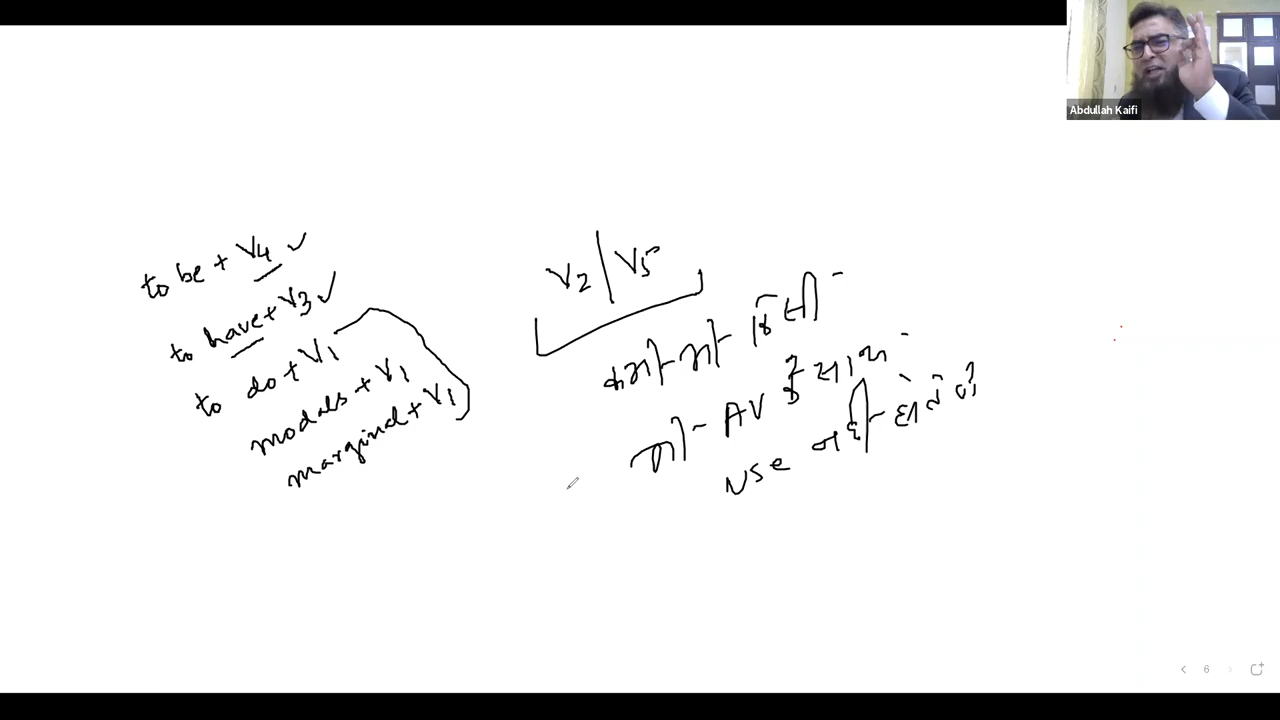 Abdullah Kaifi
to be + V4 ✓
to have + V3 ✓
to do + V1
modals + V1
marginal + V1
V2 | V5
कभी भी किसी
भी AV के साथ
use नहीं होते हैं
6